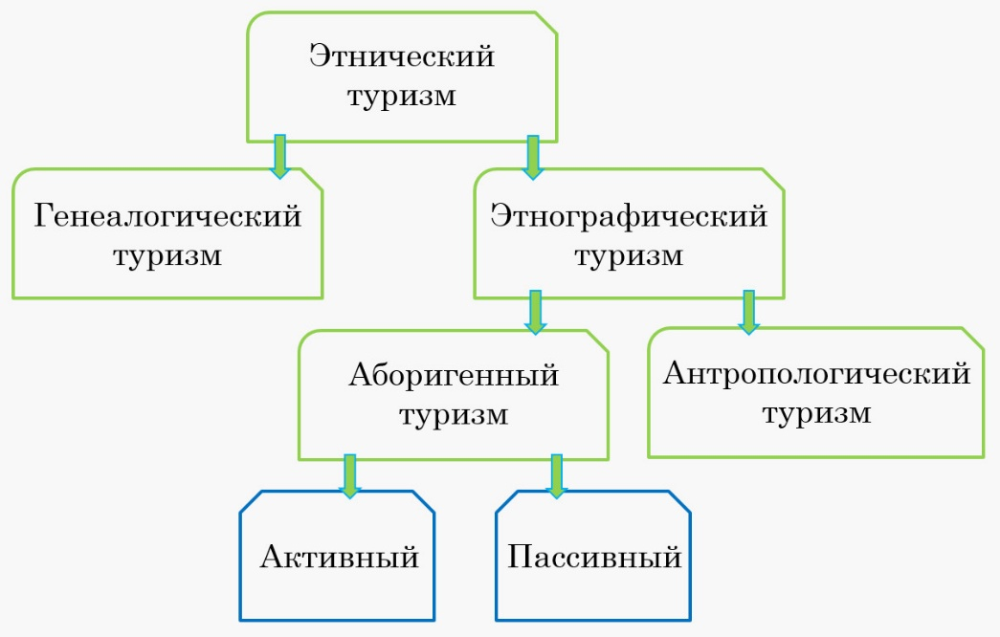 Этнический
туризм
Генеалогический
туризм
Этнографический
туризм
Аборигенный
туризм
Антропологический
туризм
Активный
Пассивный